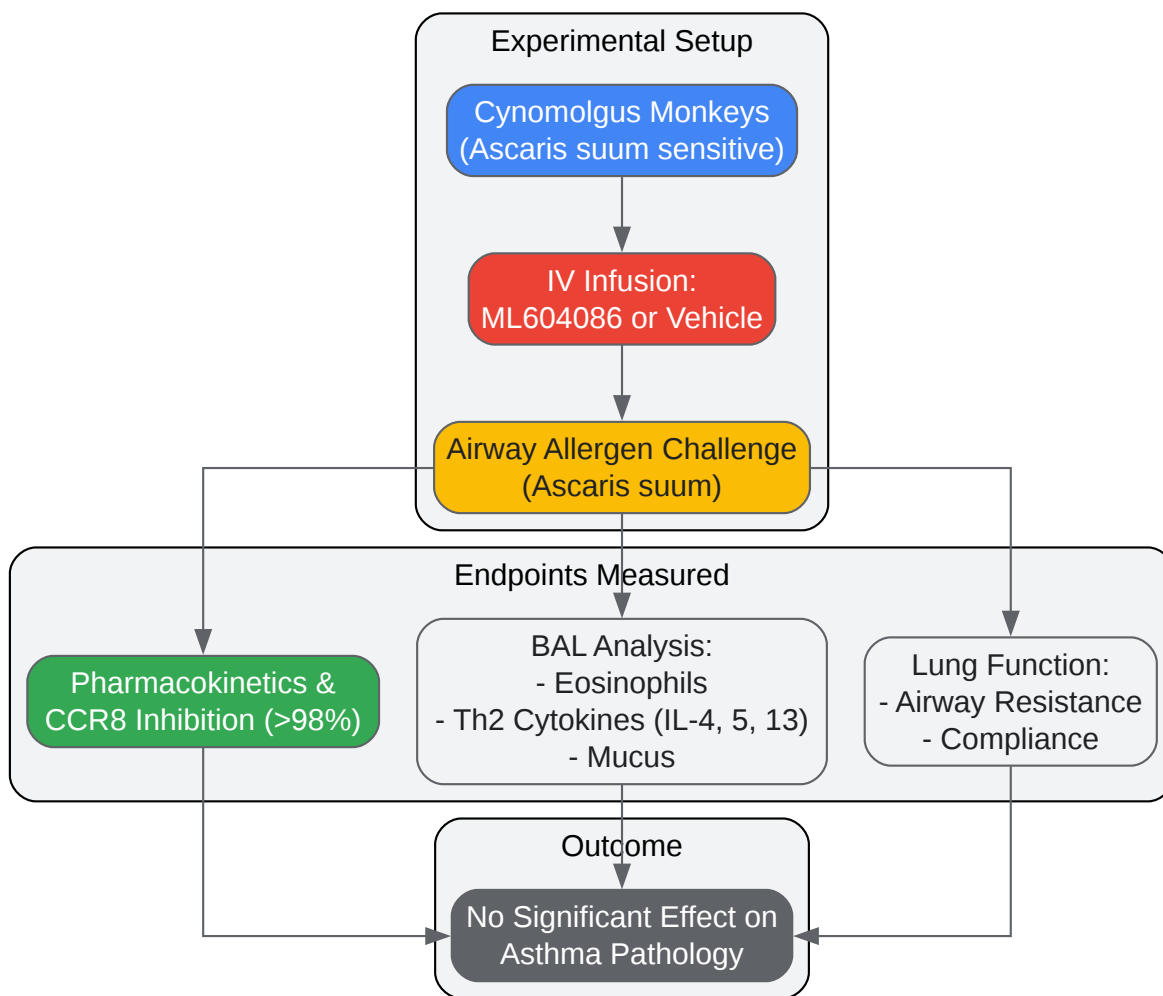 Experimental Setup
Cynomolgus Monkeys
(Ascaris suum sensitive)
IV Infusion:
ML604086 or Vehicle
Airway Allergen Challenge
(Ascaris suum)
Endpoints Measured
Pharmacokinetics &
CCR8 Inhibition (>98%)
BAL Analysis:
- Eosinophils
- Th2 Cytokines (IL-4, 5, 13)
- Mucus
Lung Function:
- Airway Resistance
- Compliance
Outcome
No Significant Effect on
Asthma Pathology